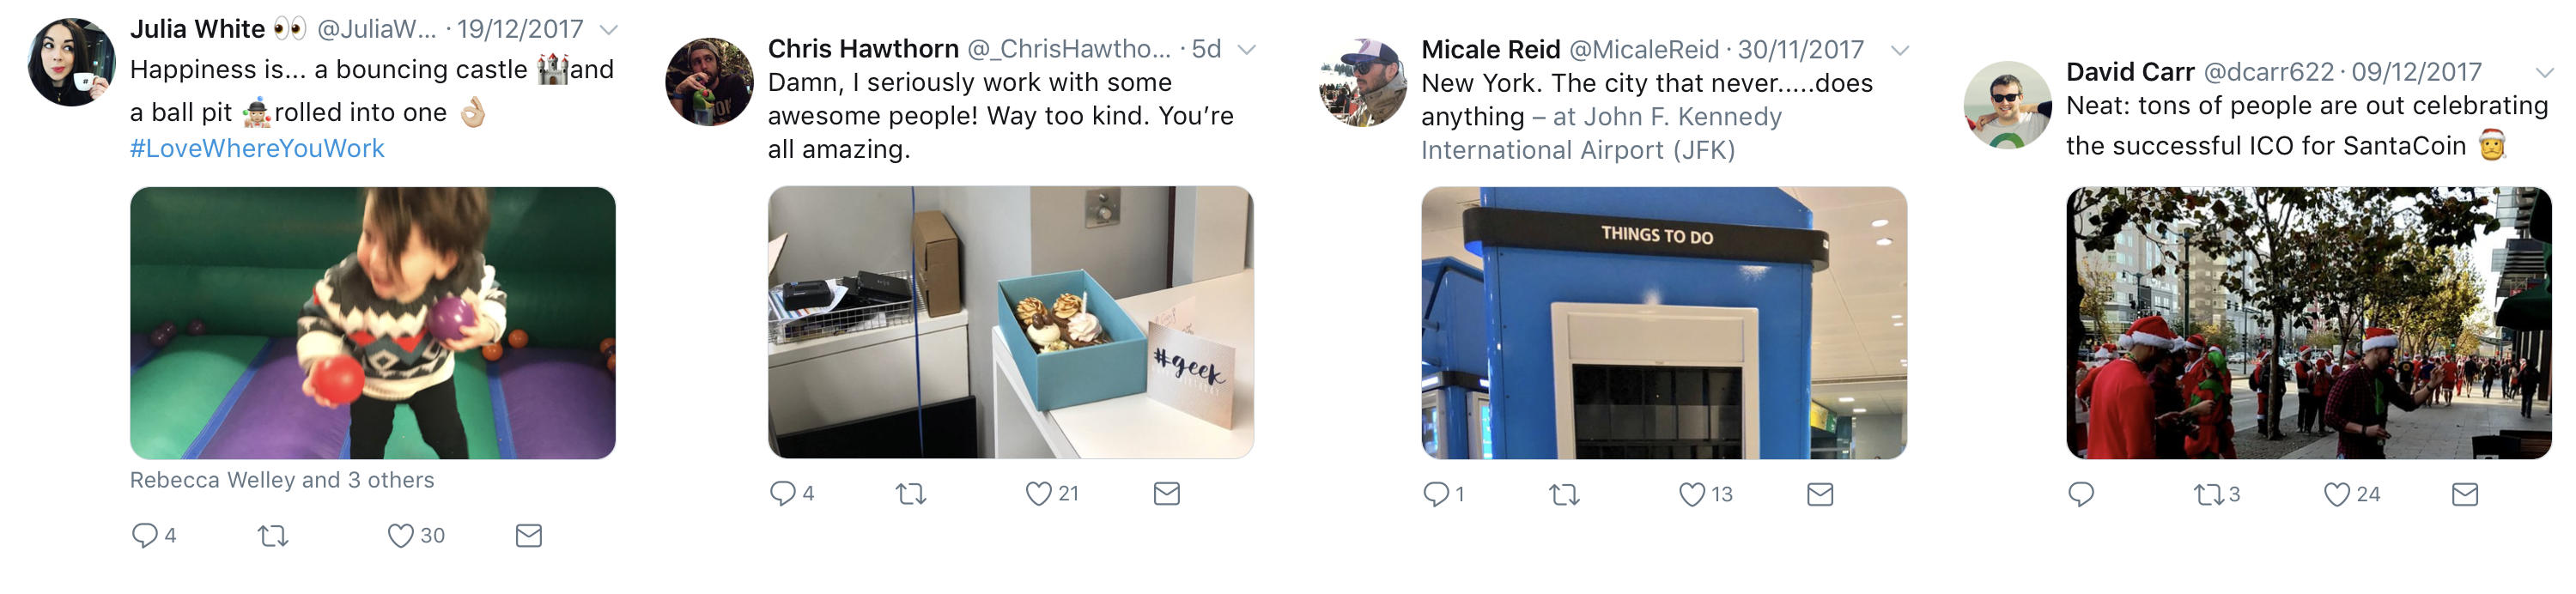 Julia White 👀 @JuliaW... · 19/12/2017
Happiness is... a bouncing castle 🏰and
a ball pit 🤹🏼rolled into one 👌🏼
#LoveWhereYouWork
Rebecca Welley and 3 others
4 30
Chris Hawthorn @_ChrisHawtho... · 5d
Damn, I seriously work with some
awesome people! Way too kind. You’re
all amazing.
#geek
4 21
Micale Reid @MicaleReid · 30/11/2017
New York. The city that never.....does
anything – at John F. Kennedy
International Airport (JFK)
THINGS TO DO
1 13
David Carr @dcarr622 · 09/12/2017
Neat: tons of people are out celebrating
the successful ICO for SantaCoin 🎅
3 24